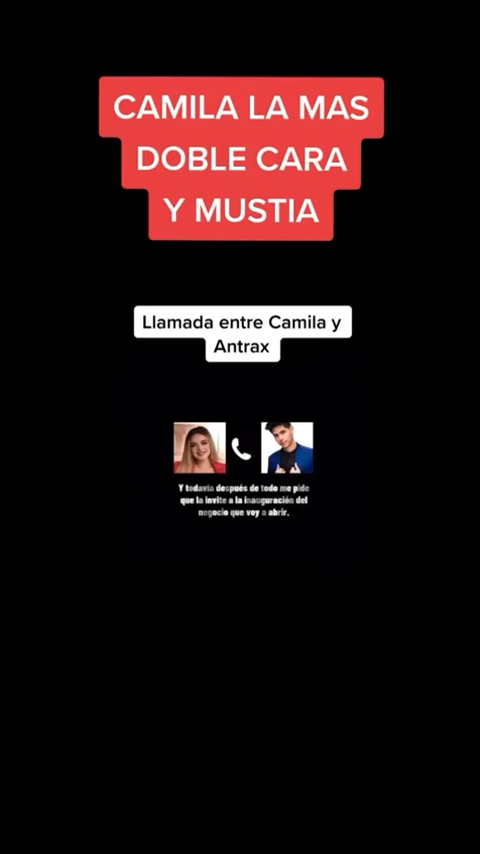 CAMILA LA MAS
DOBLE CARA
Y MUSTIA
Llamada entre Camila y
Antrax
Y todavía después de todo me pide
que la invite a la inauguración del
negocio que voy a abrir.